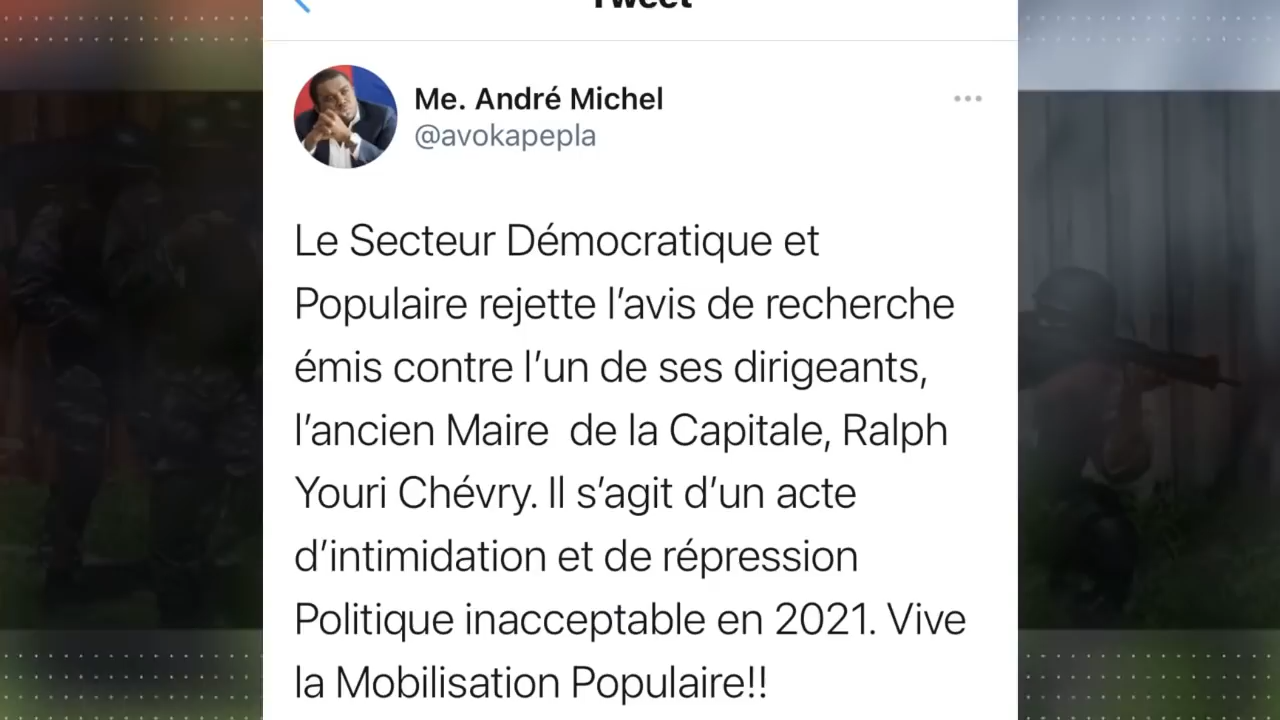 Tweet
Me. André Michel
@avokapepla
Le Secteur Démocratique et
Populaire rejette l’avis de recherche
émis contre l’un de ses dirigeants,
l’ancien Maire  de la Capitale, Ralph
Youri Chévry. Il s’agit d’un acte
d’intimidation et de répression
Politique inacceptable en 2021. Vive
la Mobilisation Populaire!!